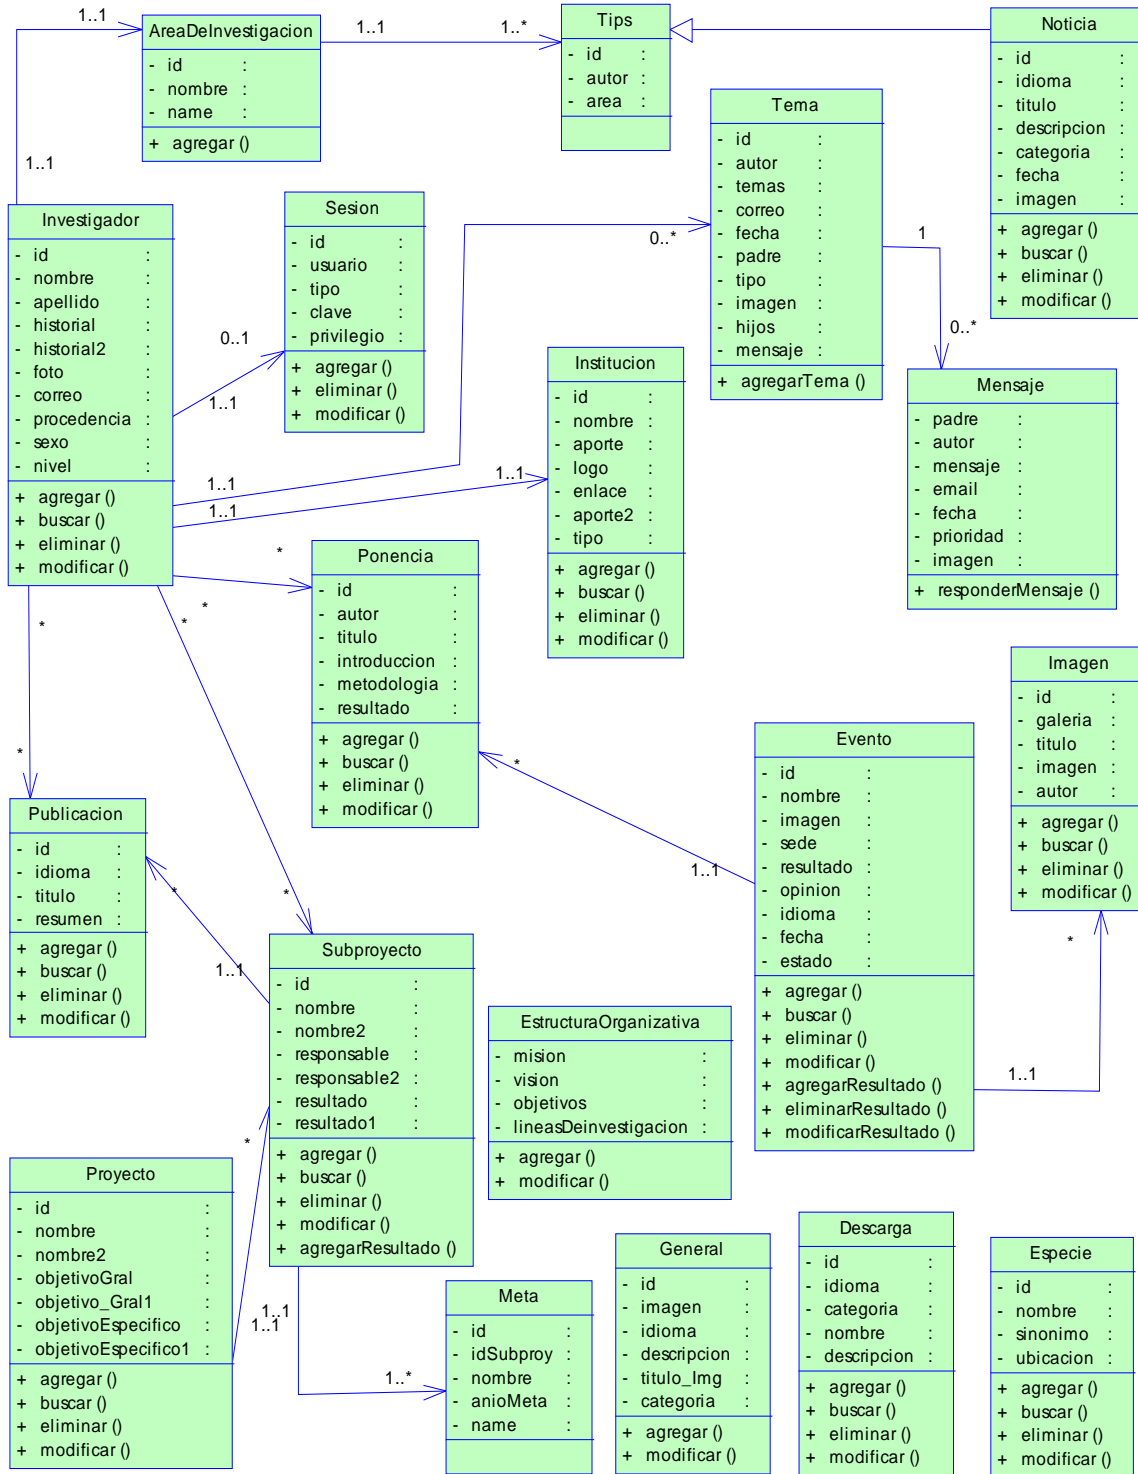 AreaDeInvestigacion
- id :
- nombre :
- name :
+ agregar ()
Tips
- id :
- autor :
- area :
Noticia
- id :
- idioma :
- titulo :
- descripcion :
- categoria :
- fecha :
- imagen :
+ agregar ()
+ buscar ()
+ eliminar ()
+ modificar ()
1..1
1..1
1..1
1..*
Tema
- id :
- autor :
- temas :
- correo :
- fecha :
- padre :
- tipo :
- imagen :
- hijos :
- mensaje :
+ agregarTema ()
Investigador
- id :
- nombre :
- apellido :
- historial :
- historial2 :
- foto :
- correo :
- procedencia :
- sexo :
- nivel :
+ agregar ()
+ buscar ()
+ eliminar ()
+ modificar ()
Sesion
- id :
- usuario :
- tipo :
- clave :
- privilegio :
+ agregar ()
+ eliminar ()
+ modificar ()
0..1
1..1
0..*
1..1
1..1
1..1
1
0..*
Institucion
- id :
- nombre :
- aporte :
- logo :
- enlace :
- aporte2 :
- tipo :
+ agregar ()
+ buscar ()
+ eliminar ()
+ modificar ()
Mensaje
- padre :
- autor :
- mensaje :
- email :
- fecha :
- prioridad :
- imagen :
+ responderMensaje ()
Ponencia
- id :
- autor :
- titulo :
- introduccion :
- metodologia :
- resultado :
+ agregar ()
+ buscar ()
+ eliminar ()
+ modificar ()
*
*
*
*
*
*
*
1..1
Imagen
- id :
- galeria :
- titulo :
- imagen :
- autor :
+ agregar ()
+ buscar ()
+ eliminar ()
+ modificar ()
Evento
- id :
- nombre :
- imagen :
- sede :
- resultado :
- opinion :
- idioma :
- fecha :
- estado :
+ agregar ()
+ buscar ()
+ eliminar ()
+ modificar ()
+ agregarResultado ()
+ eliminarResultado ()
+ modificarResultado ()
*
1..1
Publicacion
- id :
- idioma :
- titulo :
- resumen :
+ agregar ()
+ buscar ()
+ eliminar ()
+ modificar ()
*
1..1
Subproyecto
- id :
- nombre :
- nombre2 :
- responsable :
- responsable2 :
- resultado :
- resultado1 :
+ agregar ()
+ buscar ()
+ eliminar ()
+ modificar ()
+ agregarResultado ()
EstructuraOrganizativa
- mision :
- vision :
- objetivos :
- lineasDeinvestigacion :
+ agregar ()
+ modificar ()
Proyecto
- id :
- nombre :
- nombre2 :
- objetivoGral :
- objetivo_Gral1 :
- objetivoEspecifico :
- objetivoEspecifico1 :
+ agregar ()
+ buscar ()
+ eliminar ()
+ modificar ()
*
1..1
1..1
1..*
Meta
- id :
- idSubproy :
- nombre :
- anioMeta :
- name :
General
- id :
- imagen :
- idioma :
- descripcion :
- titulo_Img :
- categoria :
+ agregar ()
+ modificar ()
Descarga
- id :
- idioma :
- categoria :
- nombre :
- descripcion :
+ agregar ()
+ buscar ()
+ eliminar ()
+ modificar ()
Especie
- id :
- nombre :
- sinonimo :
- ubicacion :
+ agregar ()
+ buscar ()
+ eliminar ()
+ modificar ()